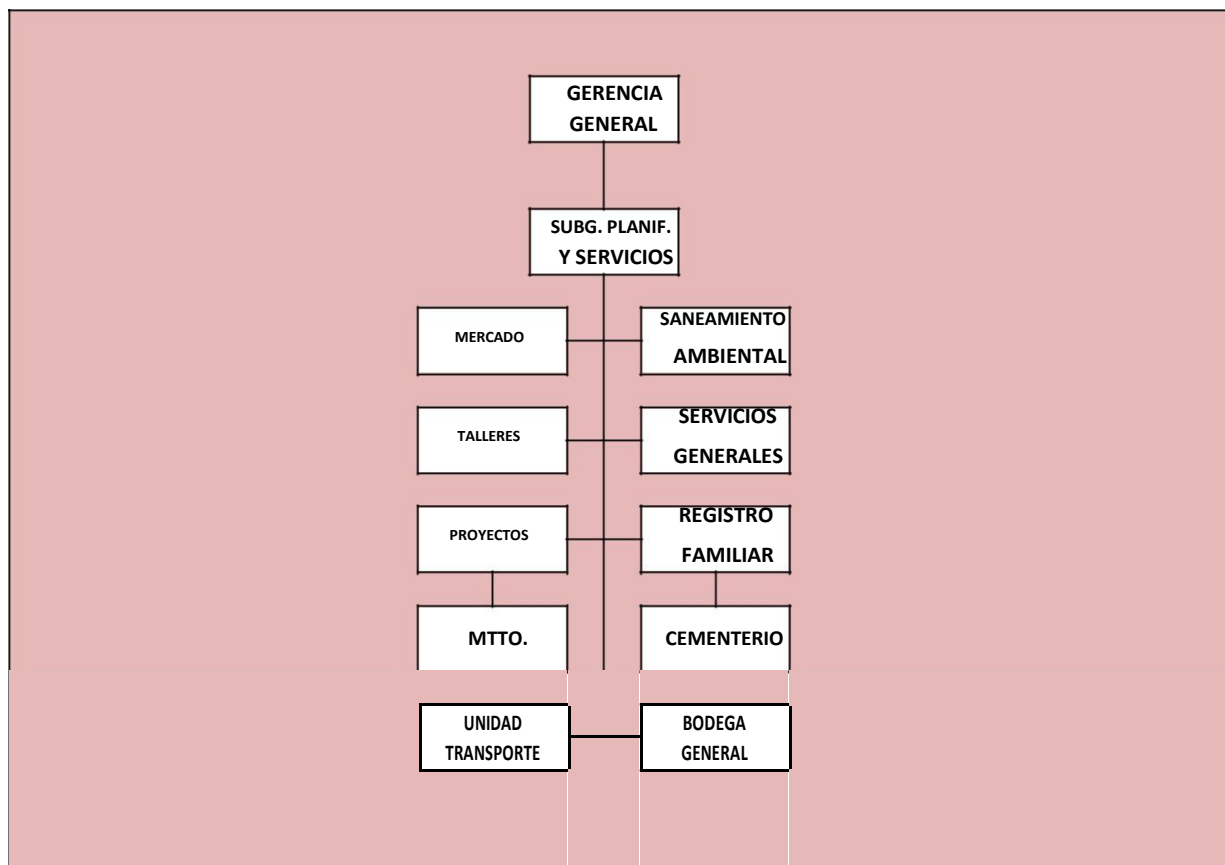 GERENCIA
GENERAL
SUBG. PLANIF.
Y SERVICIOS
MERCADO
SANEAMIENTO
AMBIENTAL
TALLERES
SERVICIOS
GENERALES
PROYECTOS
REGISTRO
FAMILIAR
MTTO.
CEMENTERIO
UNIDAD
TRANSPORTE
BODEGA
GENERAL